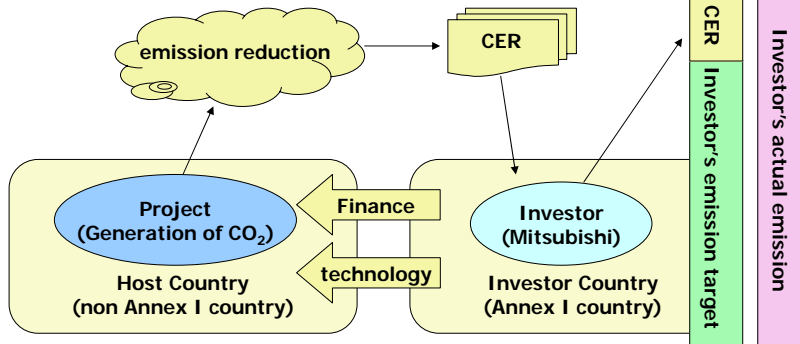 emission reduction
CER
CER
Investor's emission target
Investor's actual emission
Project
(Generation of CO₂)
Host Country
(non Annex I country)
Finance
technology
Investor
(Mitsubishi)
Investor Country
(Annex I country)